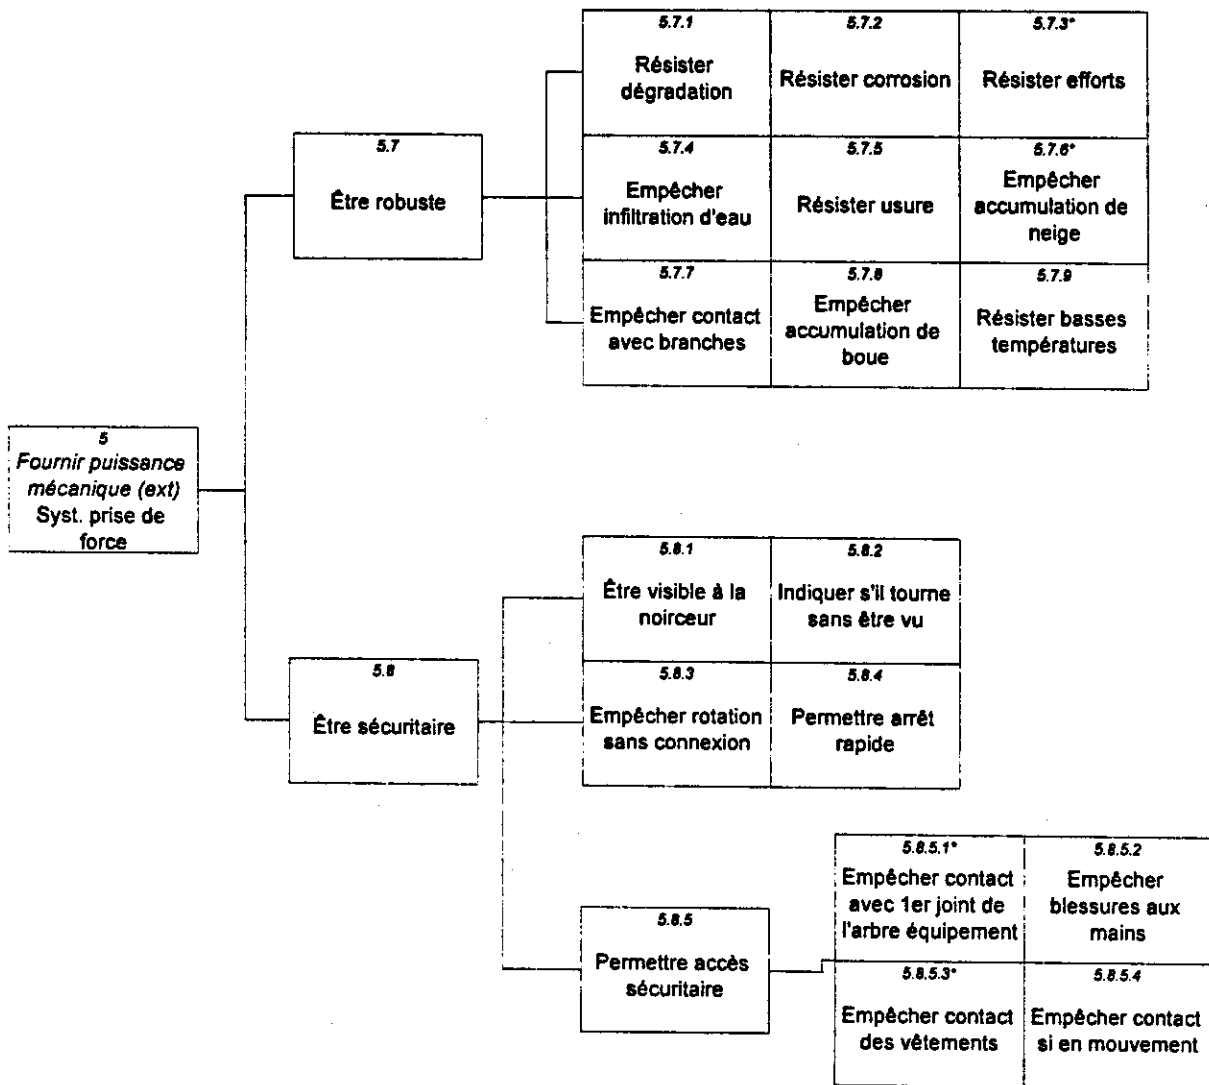 5.7.1
Résister
dégradation
5.7.2
Résister corrosion
5.7.3*
Résister efforts
5.7
Être robuste
5.7.4
Empêcher
infiltration d'eau
5.7.5
Résister usure
5.7.6*
Empêcher
accumulation de
neige
5.7.7
Empêcher contact
avec branches
5.7.8
Empêcher
accumulation de
boue
5.7.9
Résister basses
températures
5
Fournir puissance
mécanique (ext)
Syst. prise de
force
5.8.1
Être visible à la
noirceur
5.8.2
Indiquer s'il tourne
sans être vu
5.8
Être sécuritaire
5.8.3
Empêcher rotation
sans connexion
5.8.4
Permettre arrêt
rapide
5.8.5
Permettre accès
sécuritaire
5.8.5.1*
Empêcher contact
avec 1er joint de
l'arbre équipement
5.8.5.2
Empêcher
blessures aux
mains
5.8.5.3*
Empêcher contact
des vêtements
5.8.5.4
Empêcher contact
si en mouvement